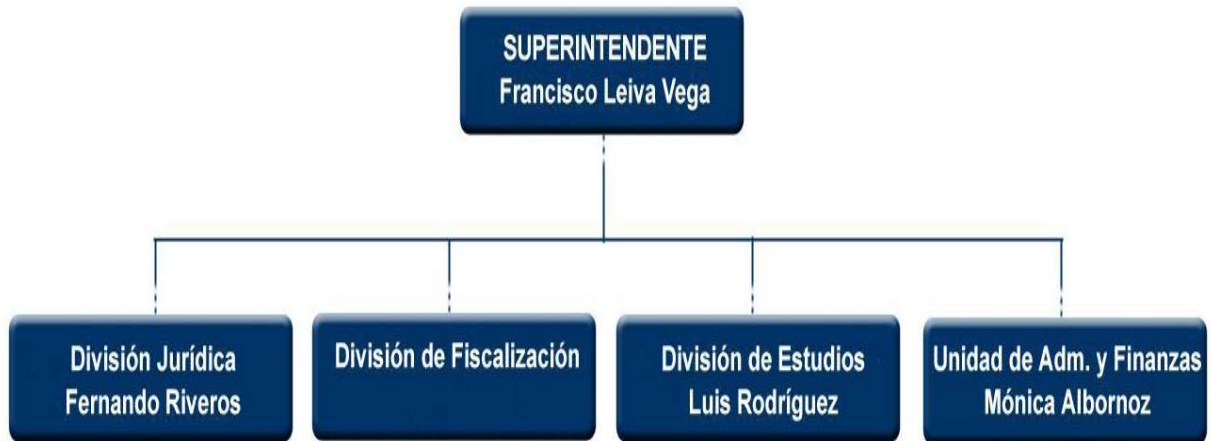 SUPERINTENDENTE
Francisco Leiva Vega
División Jurídica
Fernando Riveros
División de Fiscalización
División de Estudios
Luis Rodríguez
Unidad de Adm. y Finanzas
Mónica Albornoz